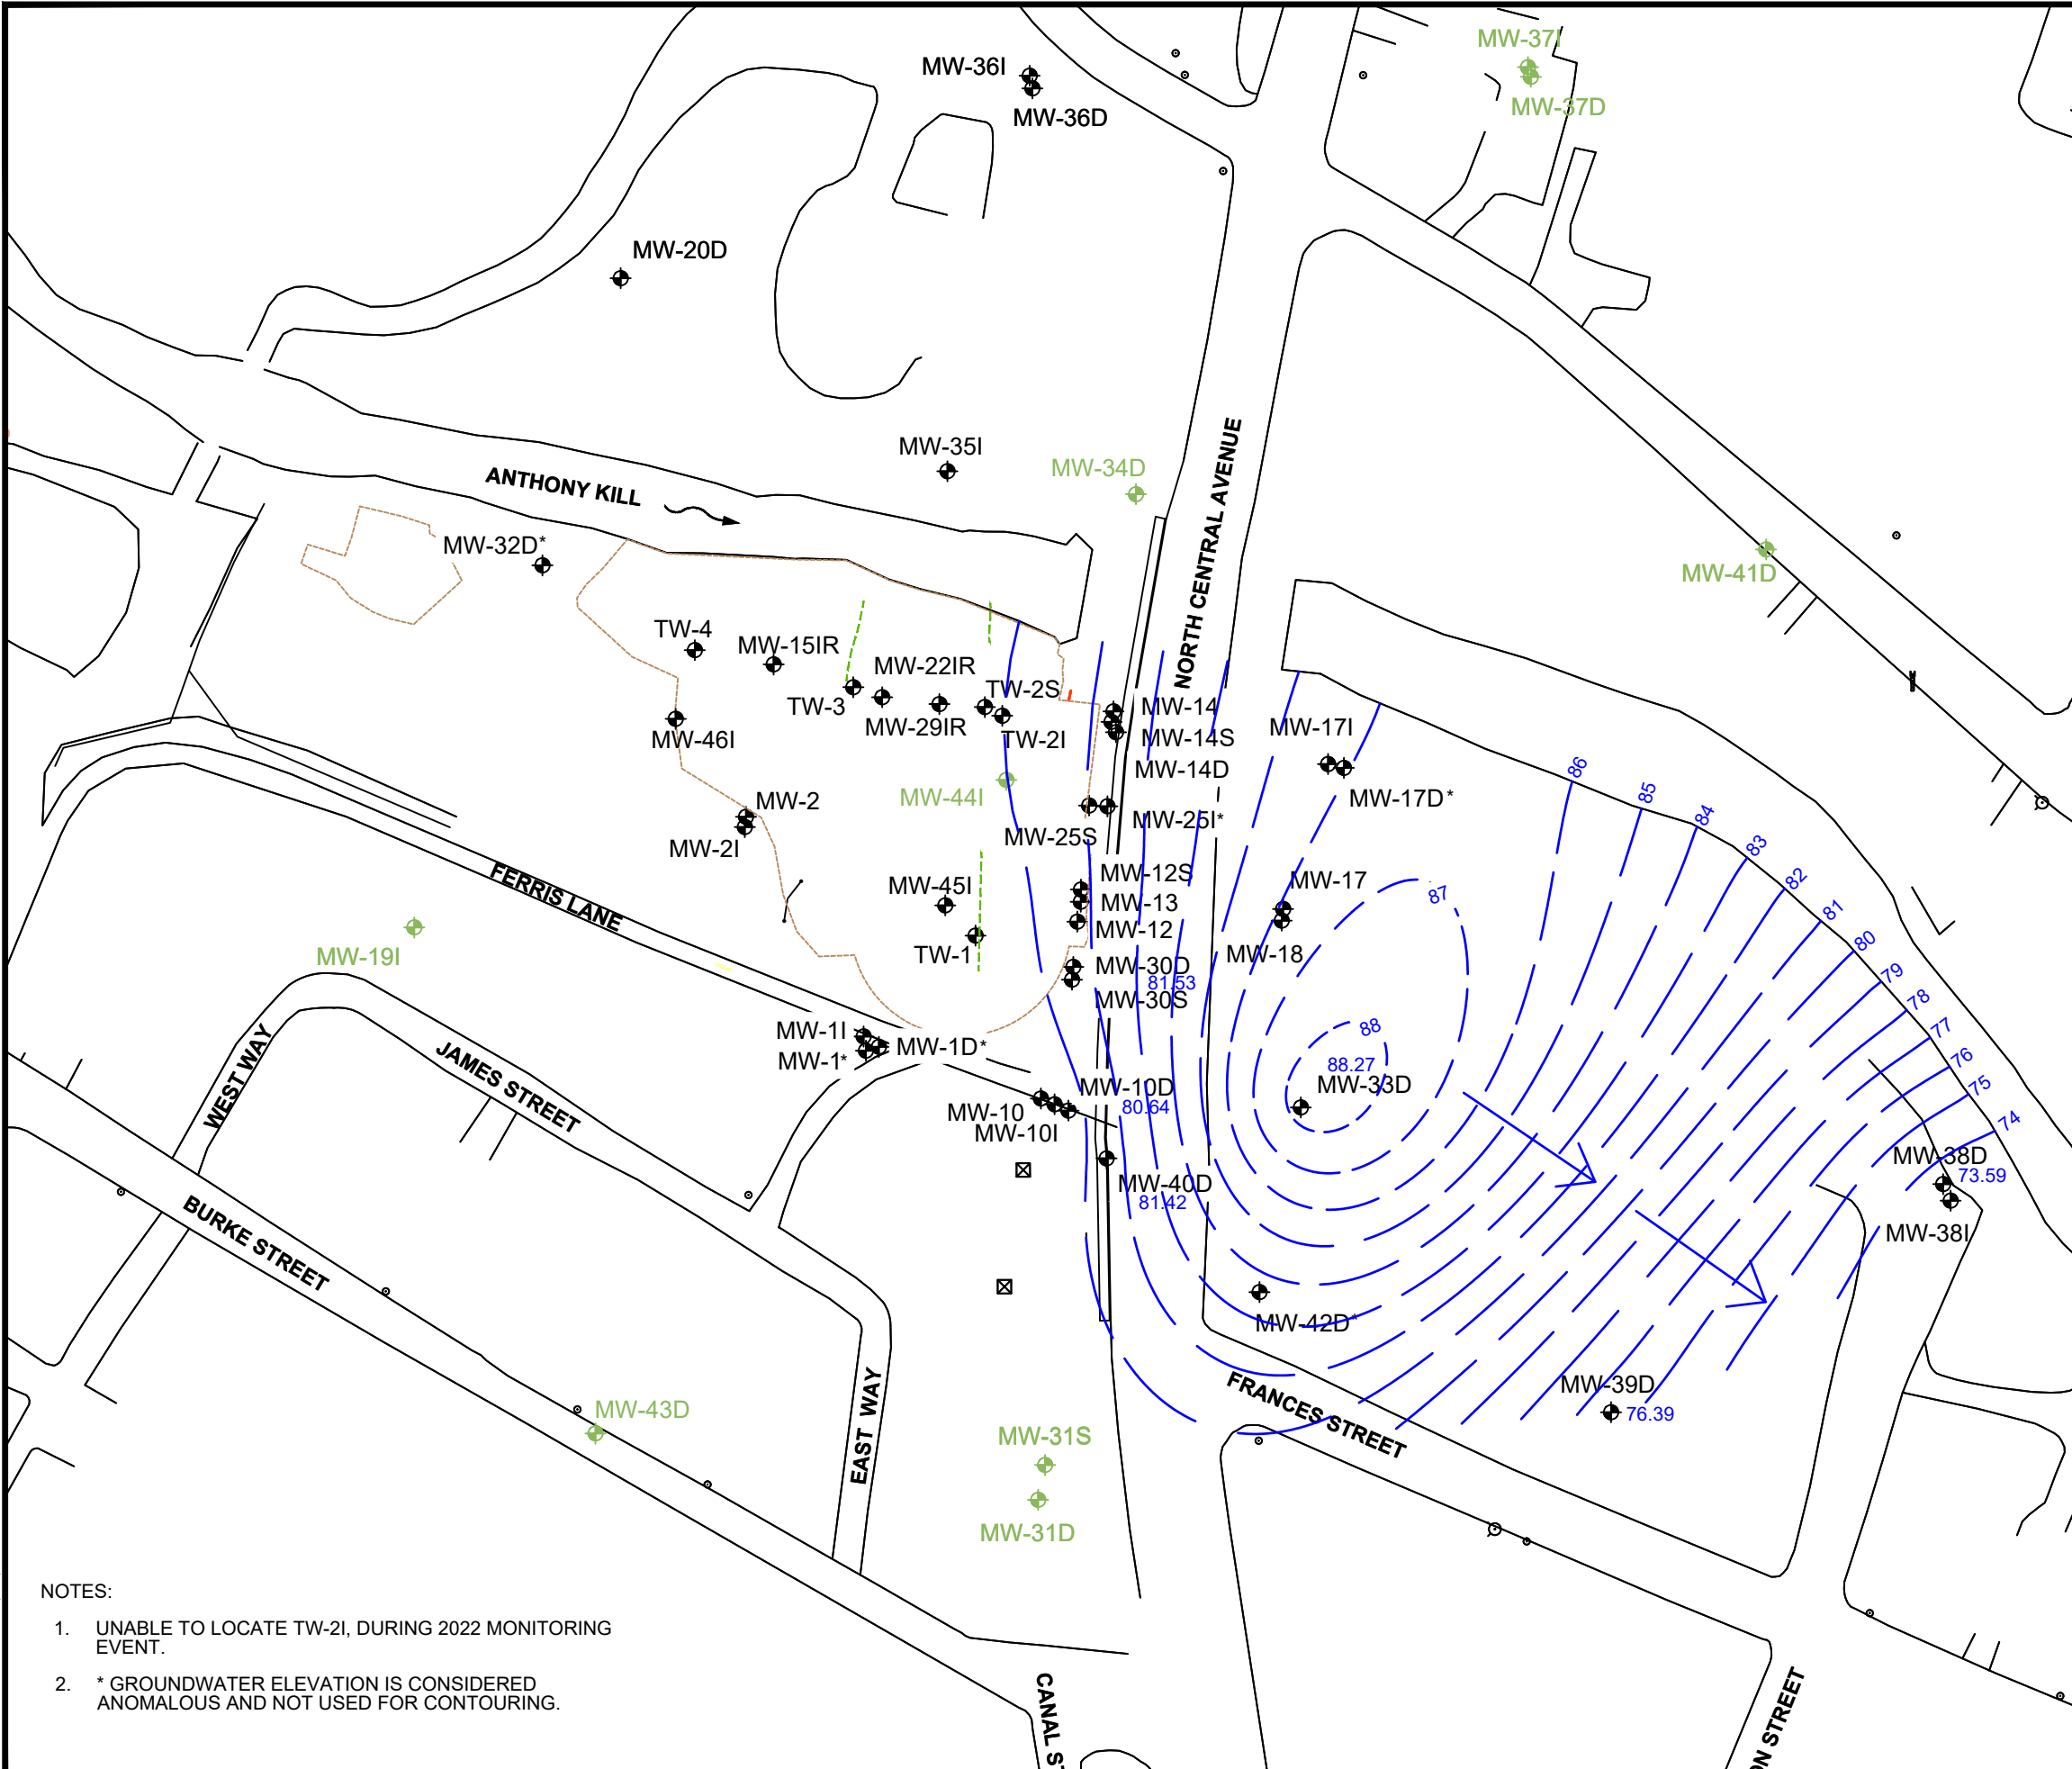 MW-37I
MW-36I
MW-37D
MW-36D
MW-20D
MW-35I
MW-34D
ANTHONY KILL
NORTH CENTRAL AVENUE
MW-32D*
MW-41D
TW-4
MW-15IR
MW-22IR
TW-2S
TW-3
MW-29IR
MW-14
MW-17I
MW-46I
TW-2I
MW-14S
MW-14D
86
MW-44I
MW-17D*
85
MW-2
84
MW-25S
MW-25I*
MW-2I
83
FERRIS LANE
MW-12S
82
MW-45I
MW-17
87
MW-13
81
MW-12
80
TW-1
MW-18
MW-19I
MW-30D
79
81.53
MW-30S
78
MW-1I
88
77
MW-1*
MW-1D*
76
WEST WAY
JAMES STREET
88.27
MW-33D
75
MW-10D
80.64
MW-10
74
MW-10I
MW-38D
73.59
MW-40D
81.42
MW-38I
BURKE STREET
MW-42D*
FRANCES STREET
MW-39D
76.39
MW-43D
EAST WAY
MW-31S
MW-31D
NOTES:
1. UNABLE TO LOCATE TW-2I, DURING 2022 MONITORING
EVENT.
2. * GROUNDWATER ELEVATION IS CONSIDERED
ANOMALOUS AND NOT USED FOR CONTOURING.
CANAL
STREET